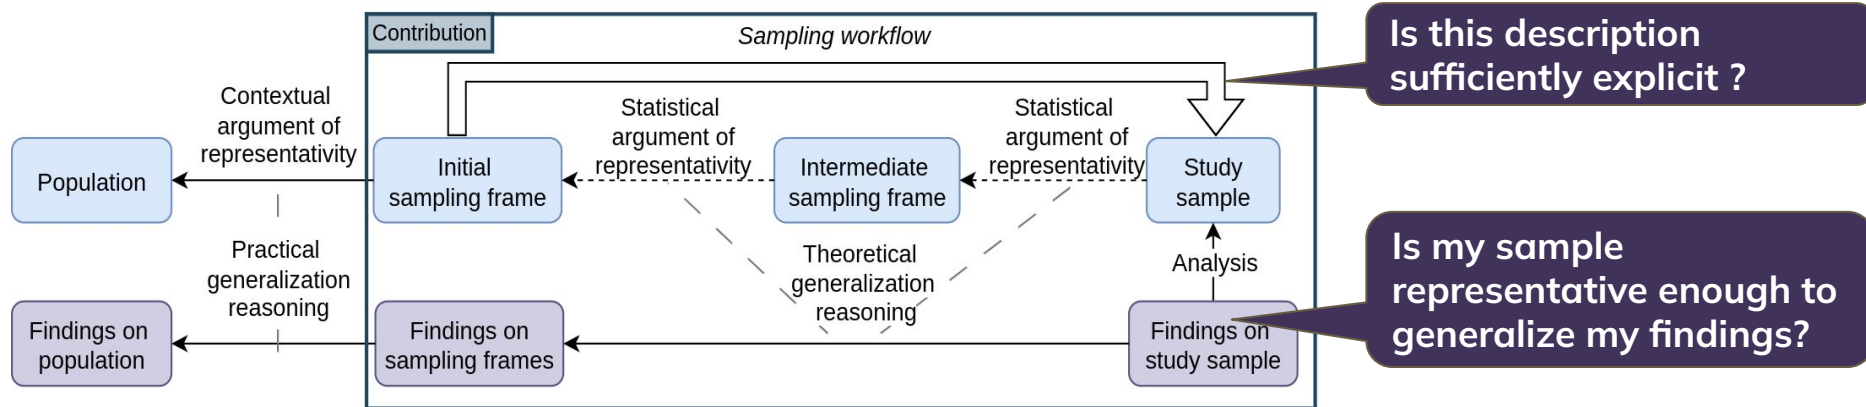 Contribution
Sampling workflow
Is this description
sufficiently explicit ?
Contextual
argument of
representativity
Statistical
argument of
representativity
Statistical
argument of
representativity
Population
Initial
sampling frame
Intermediate
sampling frame
Study
sample
Practical
generalization
reasoning
Theoretical
generalization
reasoning
Analysis
Is my sample
representative enough to
generalize my findings?
Findings on
population
Findings on
sampling frames
Findings on
study sample